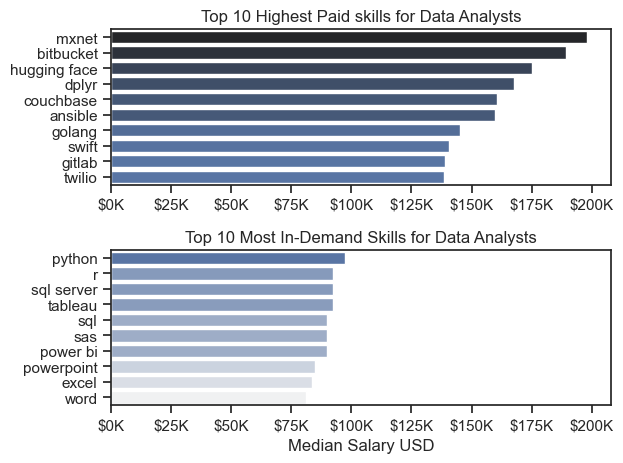 Top 10 Highest Paid skills for Data Analysts
mxnet
bitbucket
hugging face
dplyr
couchbase
ansible
golang
swift
gitlab
twilio
$0K $25K $50K $75K $100K $125K $150K $175K $200K
Top 10 Most In-Demand Skills for Data Analysts
python
r
sql server
tableau
sql
sas
power bi
powerpoint
excel
word
$0K $25K $50K $75K $100K $125K $150K $175K $200K
Median Salary USD